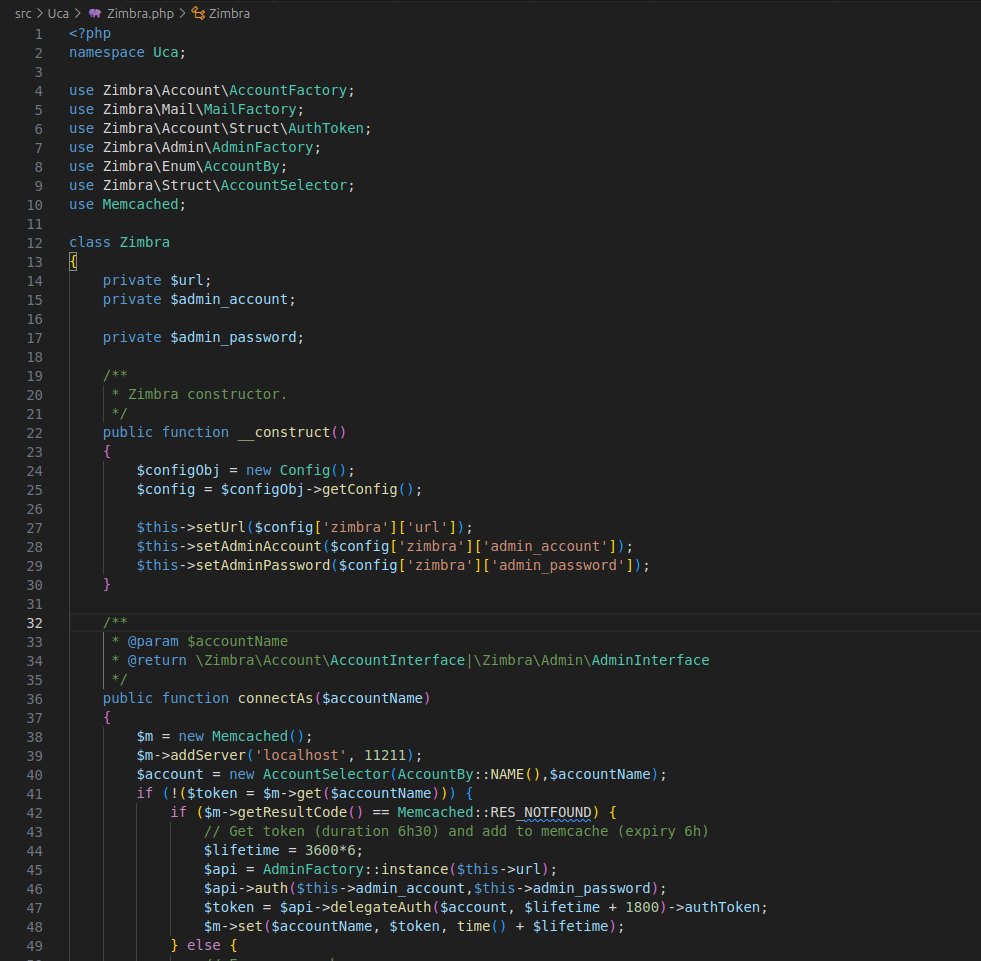 src > Uca > Zimbra.php > Zimbra
1 <?php
2 namespace Uca;
3
4 use Zimbra\Account\AccountFactory;
5 use Zimbra\Mail\MailFactory;
6 use Zimbra\Account\Struct\AuthToken;
7 use Zimbra\Admin\AdminFactory;
8 use Zimbra\Enum\AccountBy;
9 use Zimbra\Struct\AccountSelector;
10 use Memcached;
11
12 class Zimbra
13 {
14     private $url;
15     private $admin_account;
16
17     private $admin_password;
18
19     /**
20      * Zimbra constructor.
21      */
22     public function __construct()
23     {
24         $configObj = new Config();
25         $config = $configObj->getConfig();
26
27         $this->setUrl($config['zimbra']['url']);
28         $this->setAdminAccount($config['zimbra']['admin_account']);
29         $this->setAdminPassword($config['zimbra']['admin_password']);
30     }
31
32     /**
33      * @param $accountName
34      * @return \Zimbra\Account\AccountInterface|\Zimbra\Admin\AdminInterface
35      */
36     public function connectAs($accountName)
37     {
38         $m = new Memcached();
39         $m->addServer('localhost', 11211);
40         $account = new AccountSelector(AccountBy::NAME(),$accountName);
41         if (!($token = $m->get($accountName))) {
42             if ($m->getResultCode() == Memcached::RES_NOTFOUND) {
43                 // Get token (duration 6h30) and add to memcache (expiry 6h)
44                 $lifetime = 3600*6;
45                 $api = AdminFactory::instance($this->url);
46                 $api->auth($this->admin_account,$this->admin_password);
47                 $token = $api->delegateAuth($account, $lifetime + 1800)->authToken;
48                 $m->set($accountName, $token, time() + $lifetime);
49             } else {